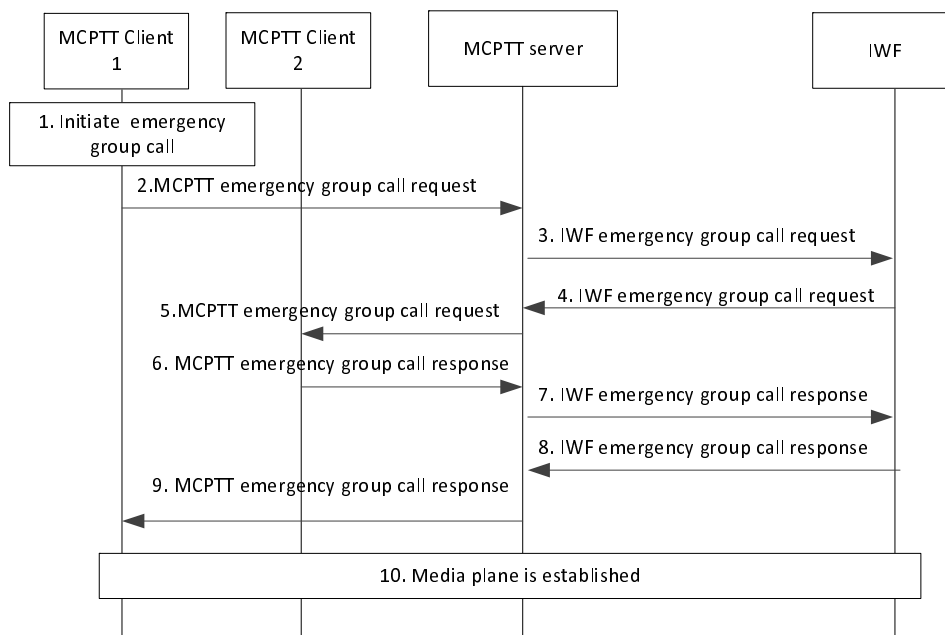 MCPTT Client
1
MCPTT Client
2
MCPTT server
IWF
1. Initiate emergency
group call
2.MCPTT emergency group call request
3. IWF emergency group call request
4. IWF emergency group call request
5.MCPTT emergency group call request
6. MCPTT emergency group call response
7. IWF emergency group call response
8. IWF emergency group call response
9. MCPTT emergency group call response
10. Media plane is established